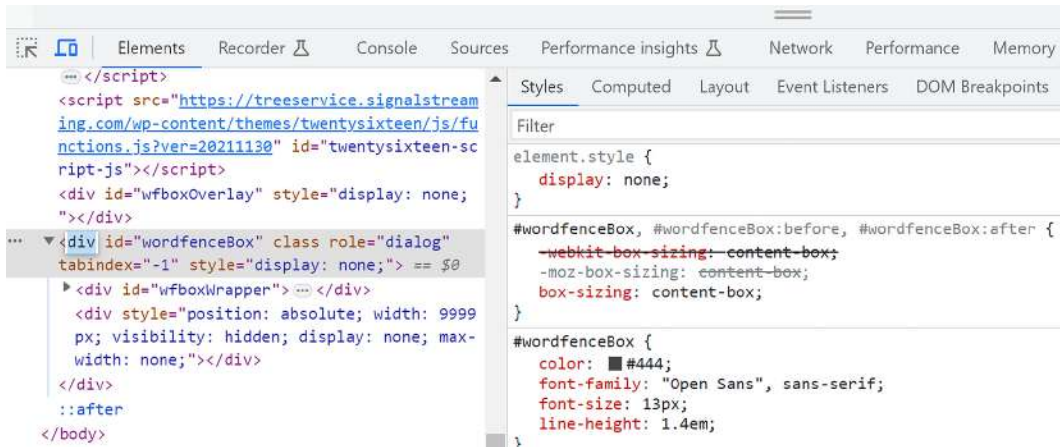 Elements Recorder Console Sources Performance insights Network Performance Memory
… </script>
<script src="https://treeservice.signalstream
ing.com/wp-content/themes/twentysixteen/js/fu
nctions.js?ver=20211130" id="twentysixteen-sc
ript-js"></script>
<div id="wfboxOverlay" style="display: none;
"></div>
… ▼<div id="wordfenceBox" class role="dialog"
tabindex="-1" style="display: none;"> == $0
▶<div id="wfboxWrapper"> … </div>
<div style="position: absolute; width: 9999
px; visibility: hidden; display: none; max-
width: none;"></div>
</div>
::after
</body>
Styles Computed Layout Event Listeners DOM Breakpoints
Filter
element.style {
display: none;
}
#wordfenceBox, #wordfenceBox:before, #wordfenceBox:after {
-webkit-box-sizing: content-box;
-moz-box-sizing: content-box;
box-sizing: content-box;
}
#wordfenceBox {
color: #444;
font-family: "Open Sans", sans-serif;
font-size: 13px;
line-height: 1.4em;
}